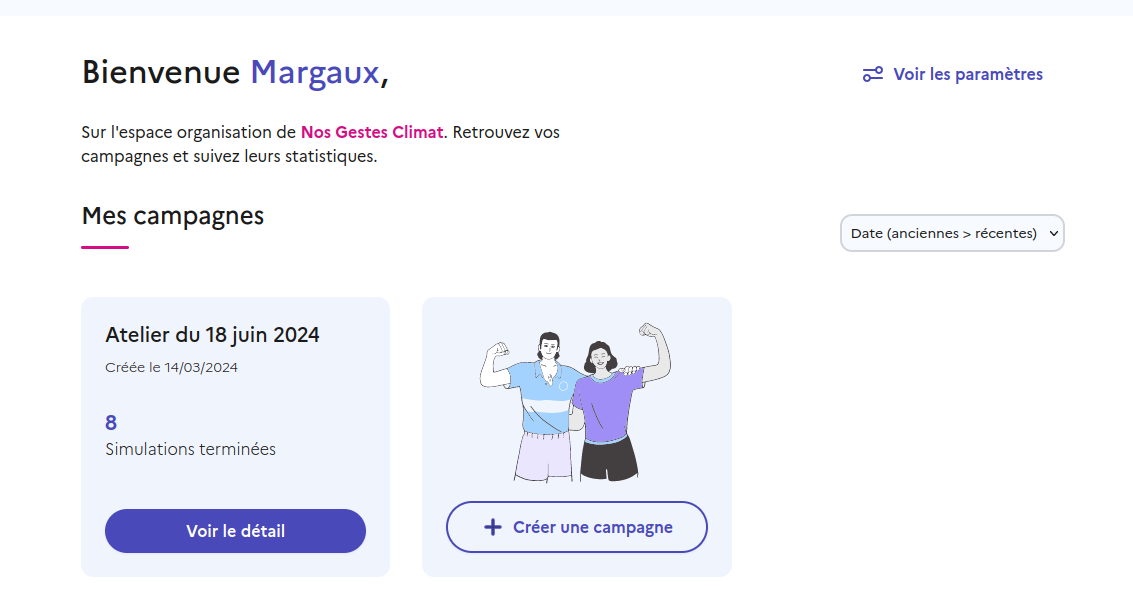 Bienvenue Margaux,
Voir les paramètres
Sur l'espace organisation de Nos Gestes Climat. Retrouvez vos
campagnes et suivez leurs statistiques.
Mes campagnes
Date (anciennes > récentes)
Atelier du 18 juin 2024
Créée le 14/03/2024
8
Simulations terminées
Voir le détail
Créer une campagne